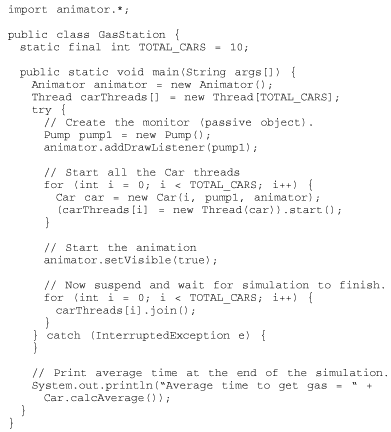 import animator.*;

public class GasStation {
  static final int TOTAL_CARS = 10;

  public static void main(String args[]) {
    Animator animator = new Animator();
    Thread carThreads[] = new Thread[TOTAL_CARS];
    try {
      // Create the monitor (passive object).
      Pump pump1 = new Pump();
      animator.addDrawListener(pump1);

      // Start all the Car threads
      for (int i = 0; i < TOTAL_CARS; i++) {
        Car car = new Car(i, pump1, animator);
        (carThreads[i] = new Thread(car)).start();
      }

      // Start the animation
      animator.setVisible(true);

      // Now suspend and wait for simulation to finish.
      for (int i = 0; i < TOTAL_CARS; i++) {
        carThreads[i].join();
      }
    } catch (InterruptedException e) {
    }

    // Print average time at the end of the simulation.
    System.out.println(“Average time to get gas = “ +
      Car.calcAverage());
  }
}